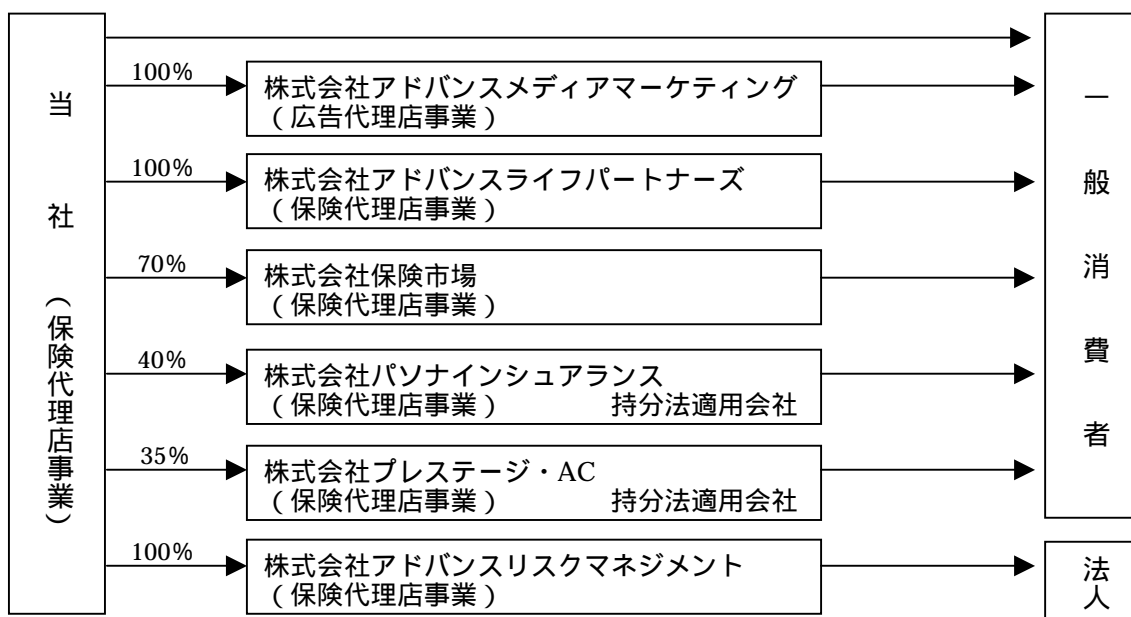 当社（保険代理店事業）
100%
株式会社アドバンスメディアマーケティング
（広告代理店事業）
100%
株式会社アドバンスライフパートナーズ
（保険代理店事業）
70%
株式会社保険市場
（保険代理店事業）
40%
株式会社パソナインシュアランス
（保険代理店事業） 持分法適用会社
35%
株式会社プレステージ・AC
（保険代理店事業） 持分法適用会社
100%
株式会社アドバンスリスクマネジメント
（保険代理店事業）
一般消費者
法人